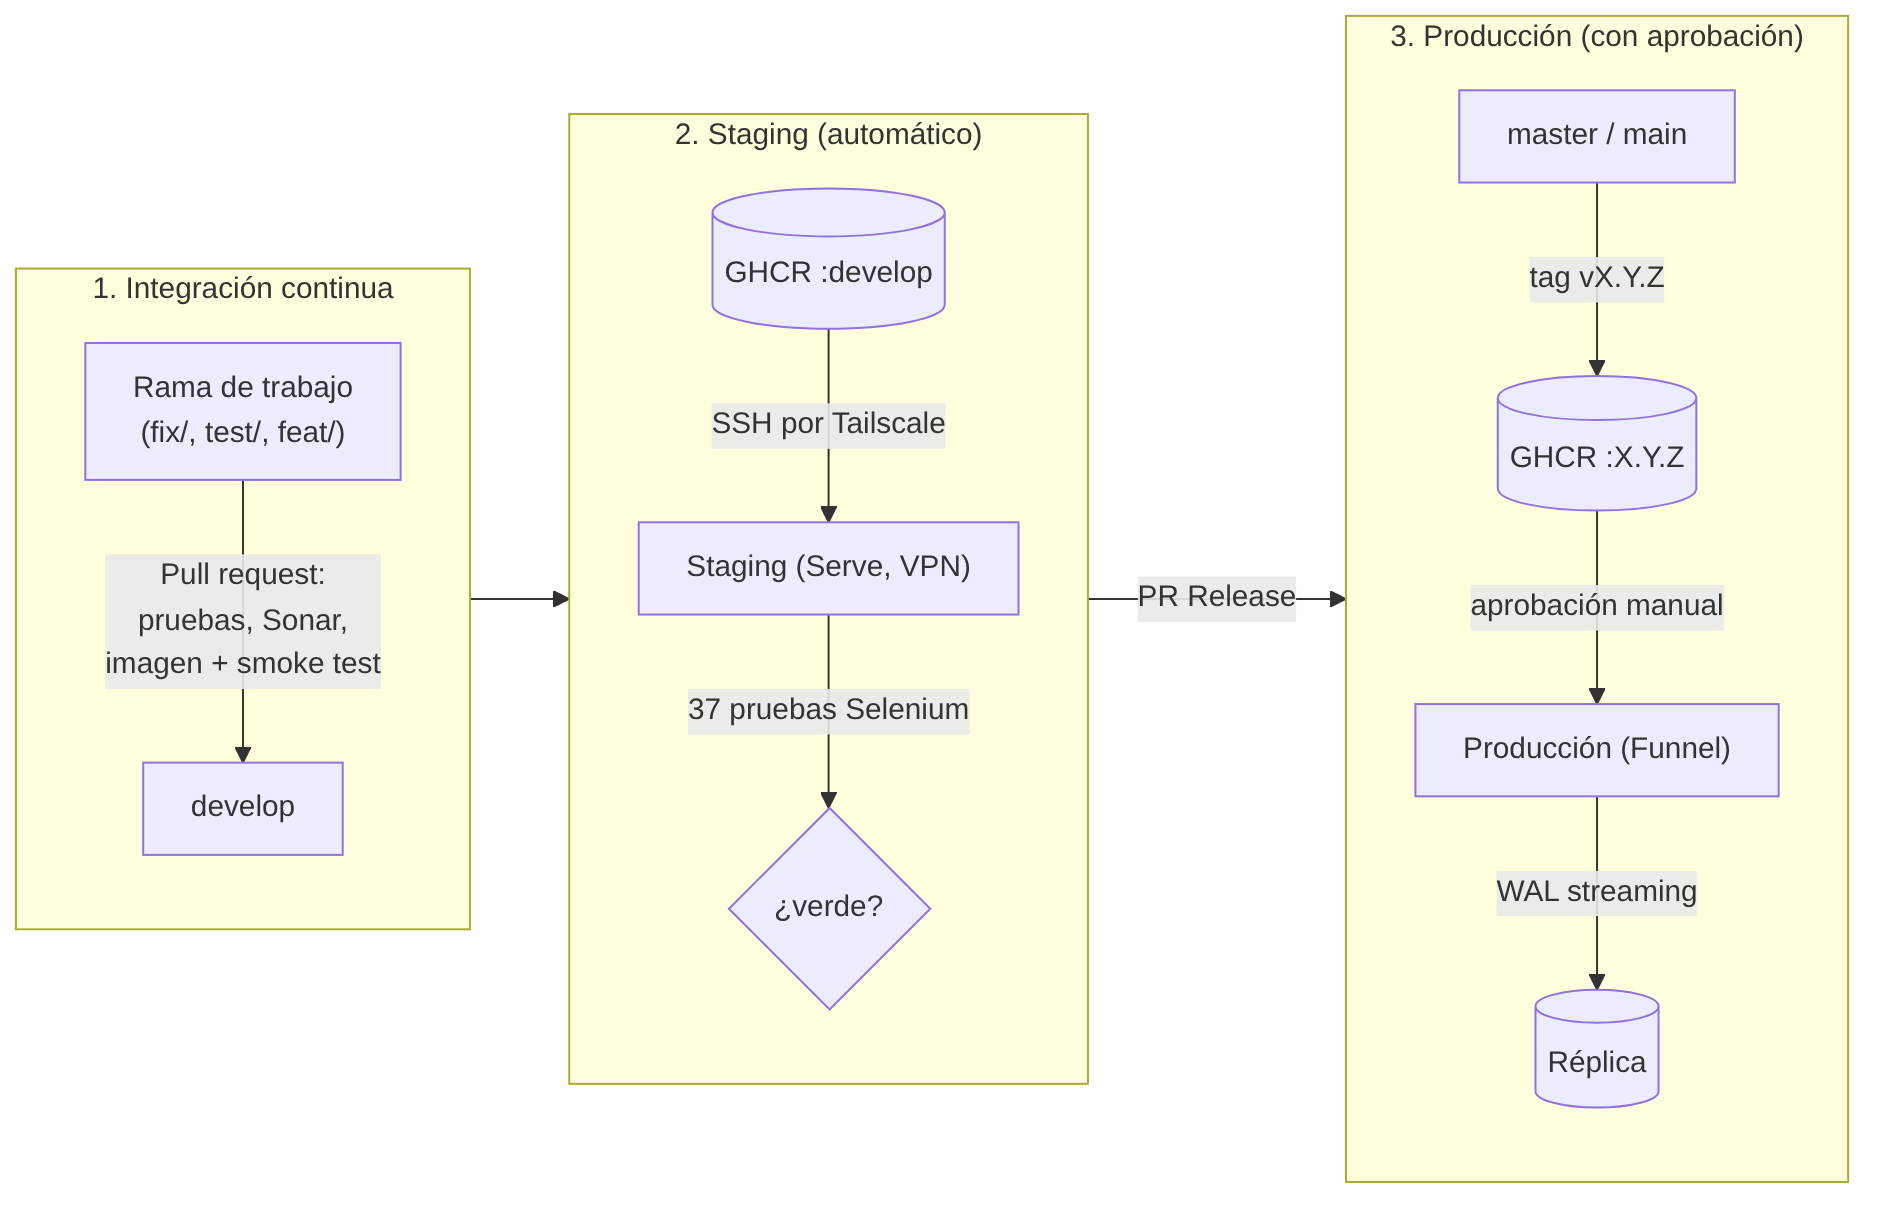 1. Integración continua
Rama de trabajo
(fix/, test/, feat/)
Pull request:
pruebas, Sonar,
imagen + smoke test
develop
2. Staging (automático)
GHCR :develop
SSH por Tailscale
Staging (Serve, VPN)
37 pruebas Selenium
¿verde?
PR Release
3. Producción (con aprobación)
master / main
tag vX.Y.Z
GHCR :X.Y.Z
aprobación manual
Producción (Funnel)
WAL streaming
Réplica